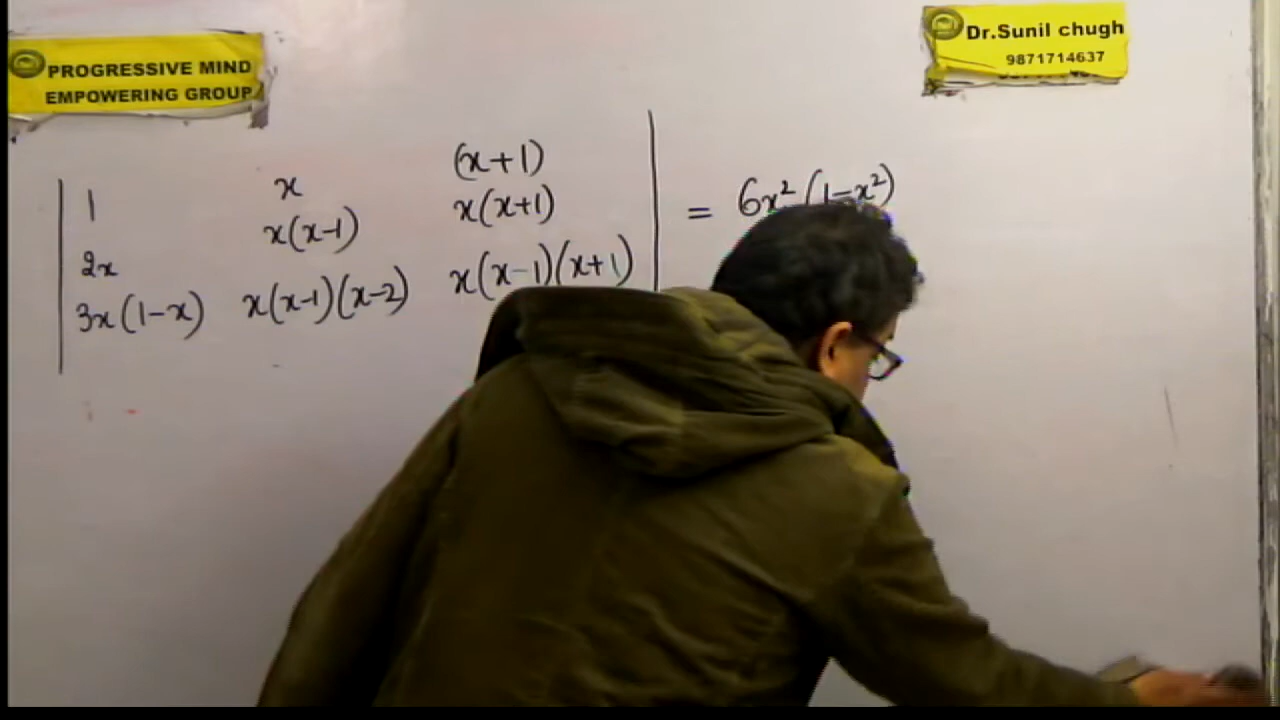 PROGRESSIVE MIND
EMPOWERING GROUP
Dr.Sunil chugh
9871714637
1 x (x+1)
2x x(x-1) x(x+1)
3x(1-x) x(x-1)(x-2) x(x-1)(x+1)
= 6x²(1-x²)